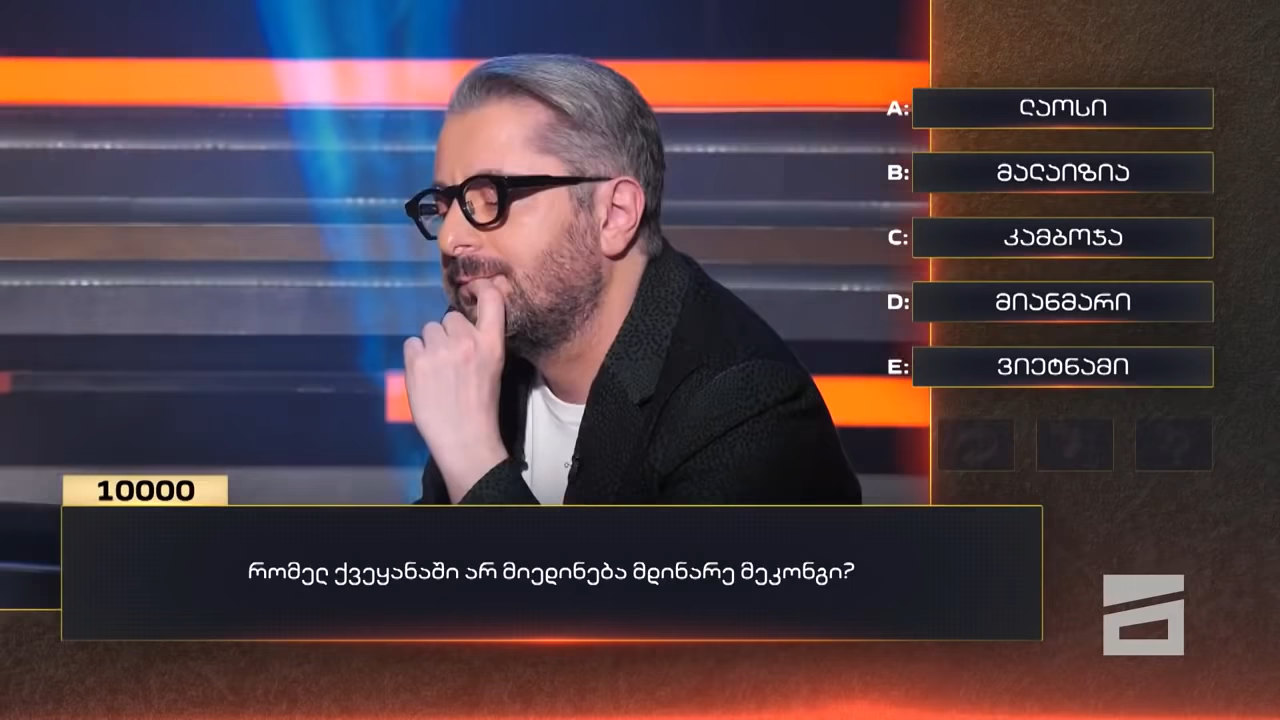 A: ლაოსი
B: მალაიზია
C: კამბოჯა
D: მიანმარი
E: ვიეტნამი
10000
რომელ ქვეყანაში არ მიედინება მდინარე მეკონგი?